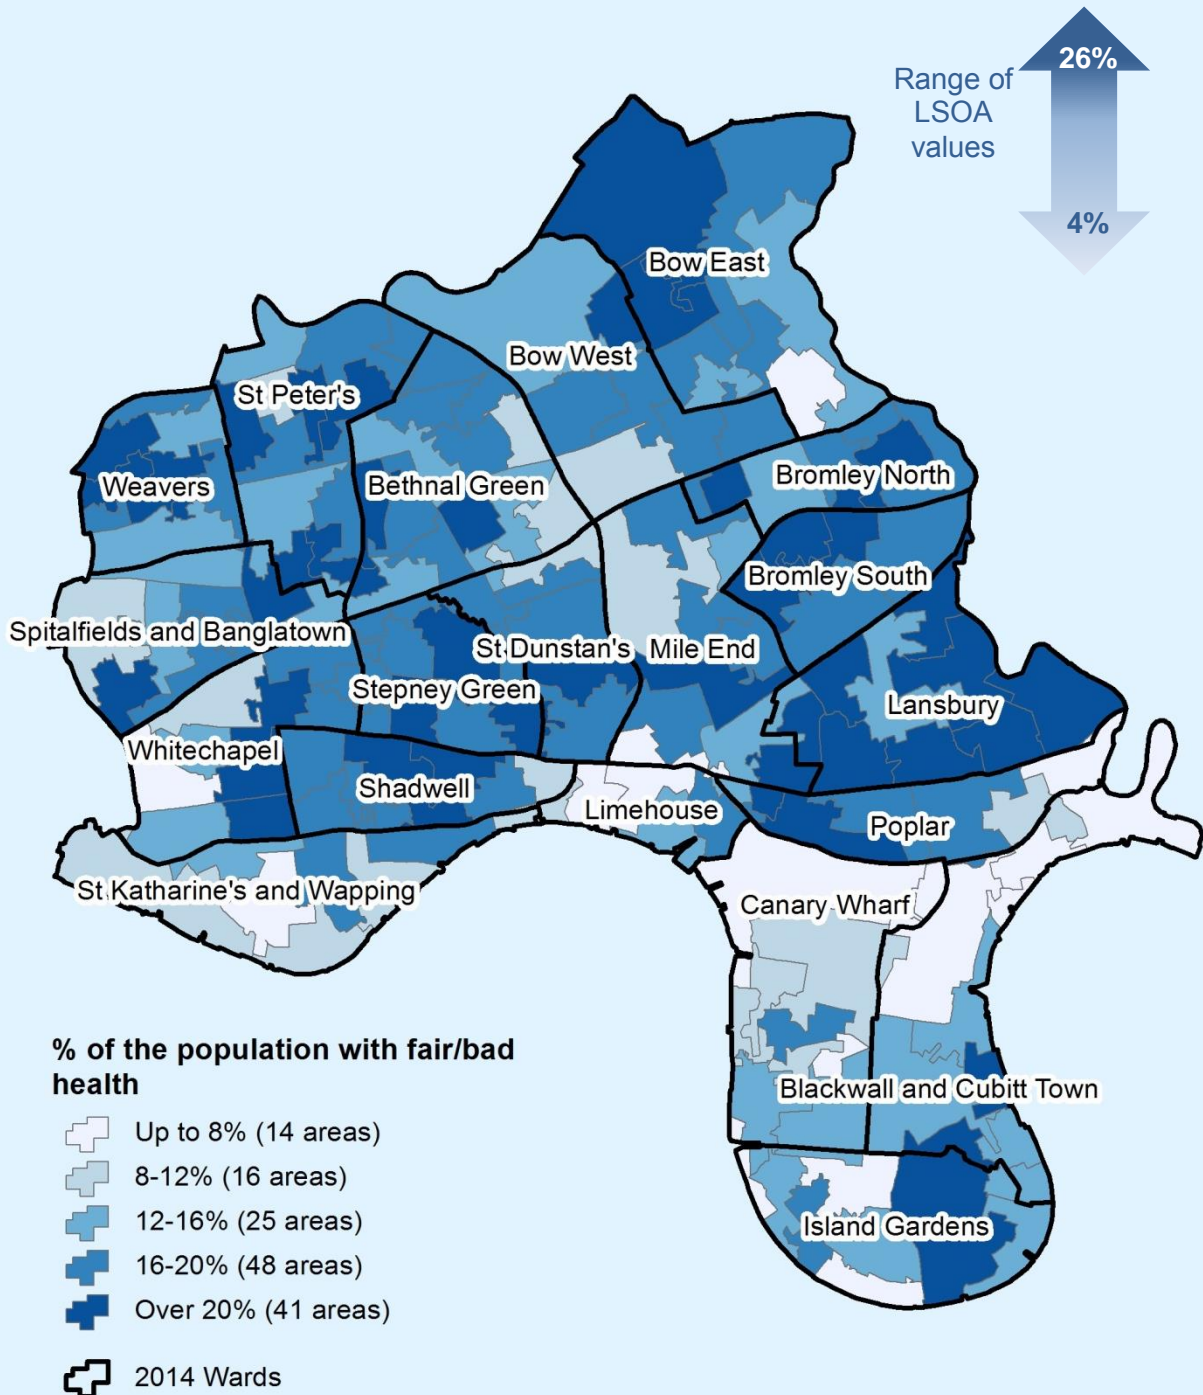 26%
Range of
LSOA
values
4%
Bow East
Bow West
St Peter's
Weavers
Bethnal Green
Bromley North
Bromley South
Spitalfields and Banglatown
St Dunstan's
Mile End
Stepney Green
Lansbury
Whitechapel
Shadwell
Limehouse
Poplar
St Katharine's and Wapping
Canary Wharf
Blackwall and Cubitt Town
Island Gardens
% of the population with fair/bad
health
Up to 8% (14 areas)
8-12% (16 areas)
12-16% (25 areas)
16-20% (48 areas)
Over 20% (41 areas)
2014 Wards